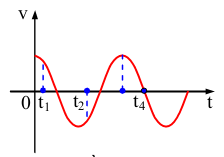 v
0 t₁ t₂ t₄ t